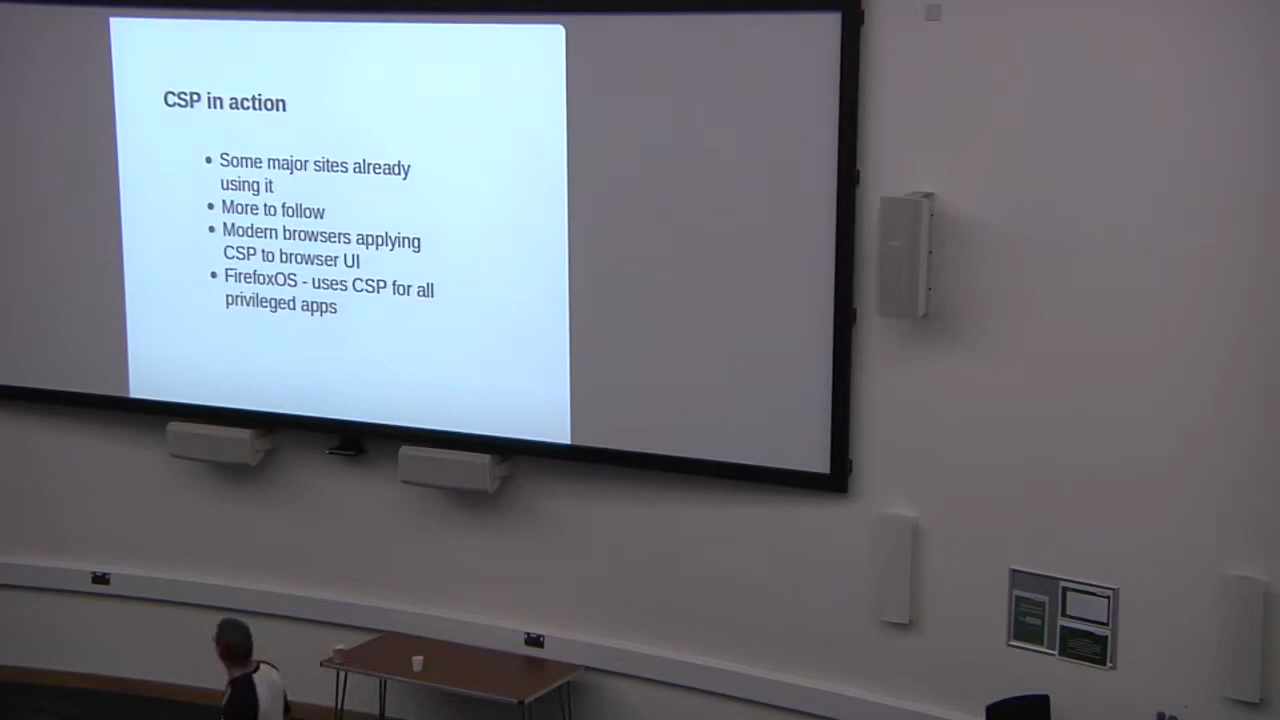 CSP in action
• Some major sites already
using it
• More to follow
• Modern browsers applying
CSP to browser UI
• FirefoxOS - uses CSP for all
privileged apps